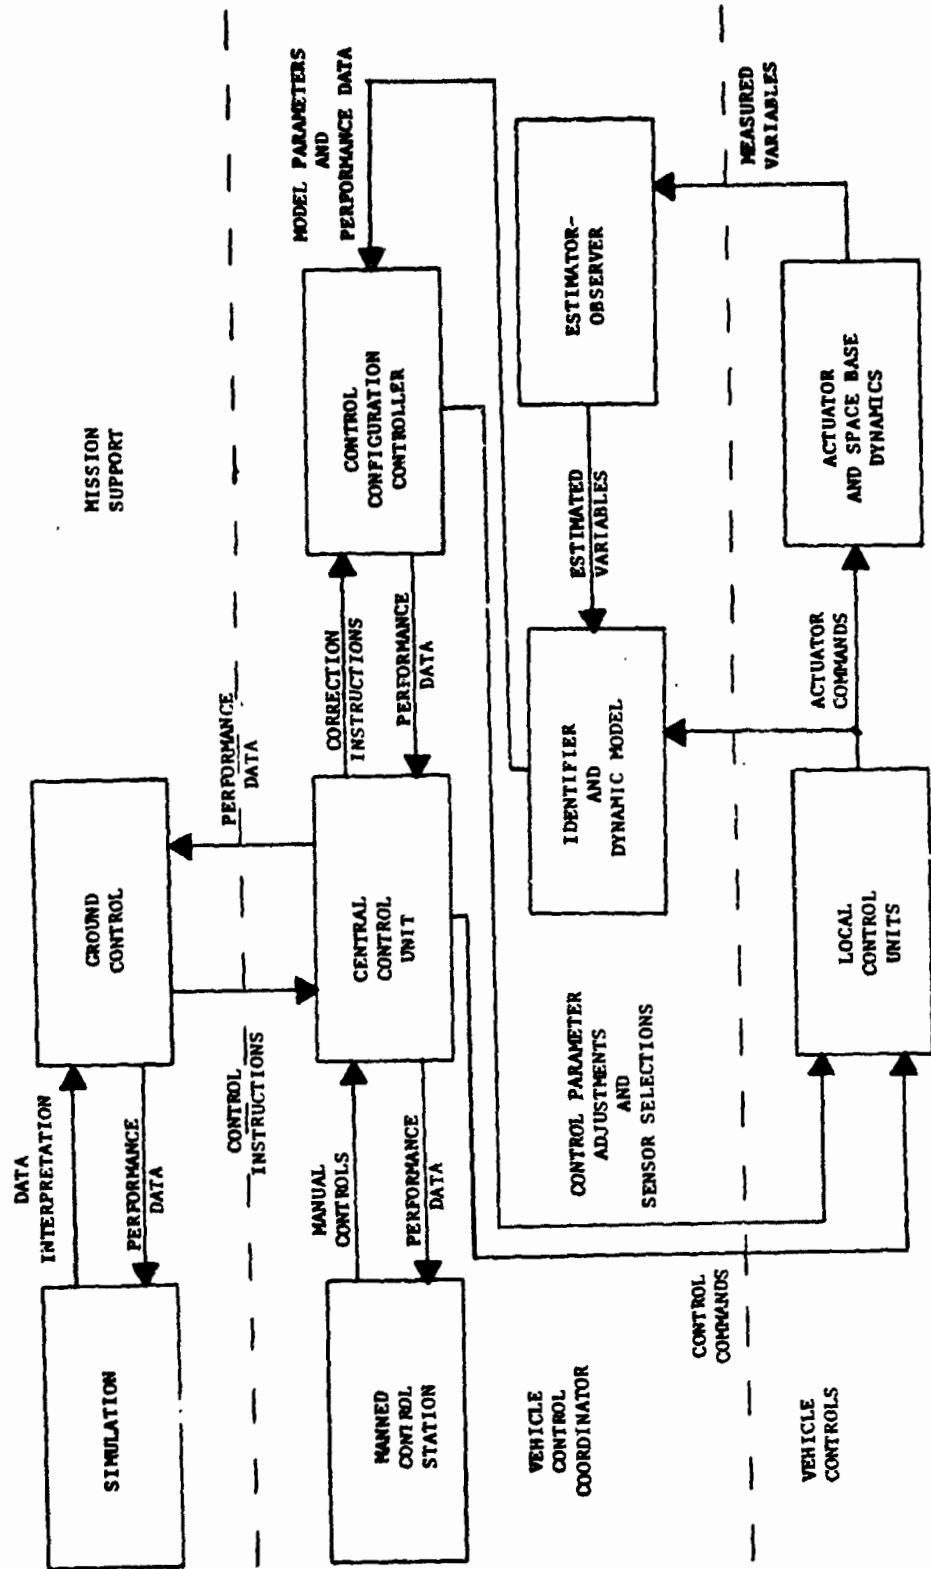 MISSION
SUPPORT
SIMULATION
DATA
INTERPRETATION
PERFORMANCE
DATA
GROUND
CONTROL
CONTROL
INSTRUCTIONS
PERFORMANCE
DATA
MANNED
CONTROL
STATION
MANUAL
CONTROLS
PERFORMANCE
DATA
CENTRAL
CONTROL
UNIT
CORRECTION
INSTRUCTIONS
PERFORMANCE
DATA
CONTROL
CONFIGURATION
CONTROLLER
MODEL PARAMETERS
AND
PERFORMANCE DATA
VEHICLE
CONTROL
COORDINATOR
CONTROL PARAMETER
ADJUSTMENTS
AND
SENSOR SELECTIONS
IDENTIFIER
AND
DYNAMIC MODEL
ESTIMATED
VARIABLES
ESTIMATOR-
OBSERVER
CONTROL
COMMANDS
MEASURED
VARIABLES
VEHICLE
CONTROLS
LOCAL
CONTROL
UNITS
ACTUATOR
COMMANDS
ACTUATOR
AND SPACE BASE
DYNAMICS